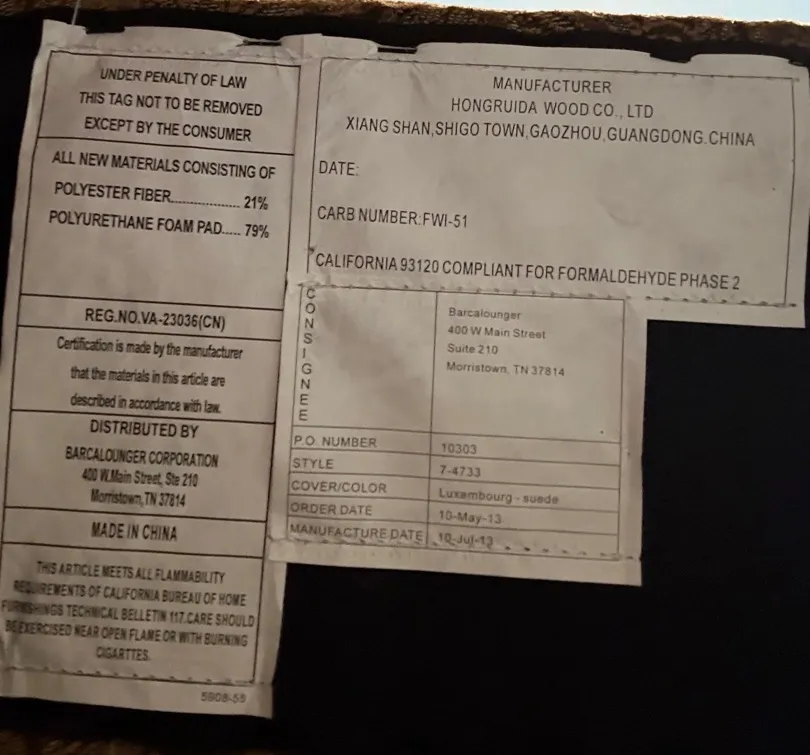 UNDER PENALTY OF LAW
THIS TAG NOT TO BE REMOVED
EXCEPT BY THE CONSUMER
ALL NEW MATERIALS CONSISTING OF
POLYESTER FIBER................. 21%
POLYURETHANE FOAM PAD..... 79%
REG.NO.VA-23036(CN)
Certification is made by the manufacturer
that the materials in this article are
described in accordance with law.
DISTRIBUTED BY
BARCALOUNGER CORPORATION
400 W.Main Street, Ste 210
Morristown,TN 37814
MADE IN CHINA
THIS ARTICLE MEETS ALL FLAMMABILITY
REQUIREMENTS OF CALIFORNIA BUREAU OF HOME
FURNISHINGS TECHNICAL BELLETIN 117.CARE SHOULD
BE EXERCISED NEAR OPEN FLAME OR WITH BURNING
CIGARTTES.
5908-55
MANUFACTURER
HONGRUIDA WOOD CO., LTD
XIANG SHAN,SHIGO TOWN,GAOZHOU,GUANGDONG.CHINA
DATE:
CARB NUMBER:FWI-51
CALIFORNIA 93120 COMPLIANT FOR FORMALDEHYDE PHASE 2
CONSIGNEE
Barcalounger
400 W Main Street
Suite 210
Morristown, TN 37814
P.O. NUMBER 10303
STYLE 7-4733
COVER/COLOR Luxembourg - suede
ORDER DATE 10-May-13
MANUFACTURE DATE 10-Jul-13